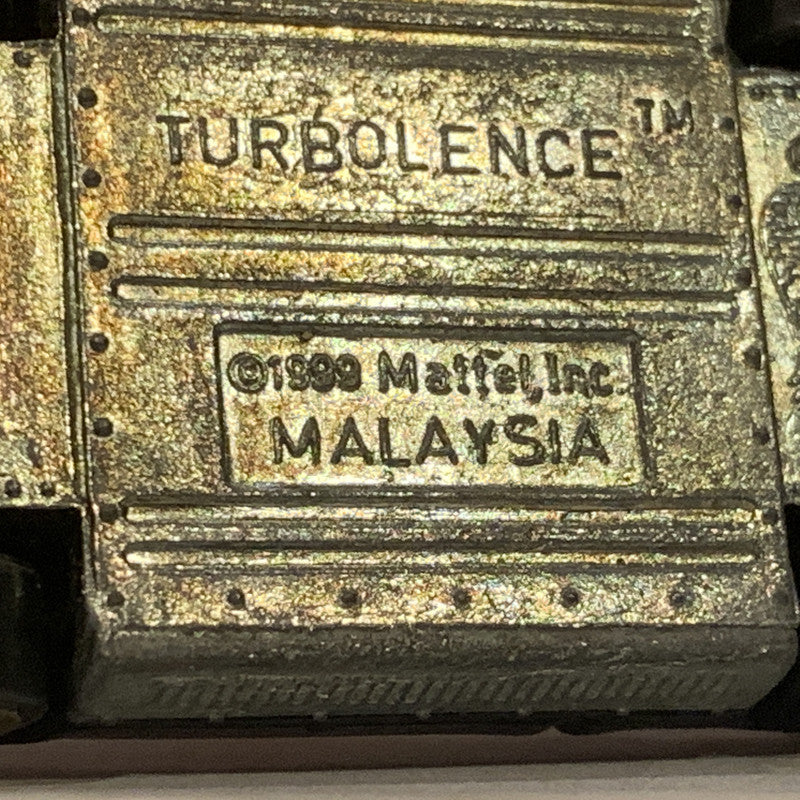 TURBOLENCE™
©1999 Mattel, Inc.
MALAYSIA